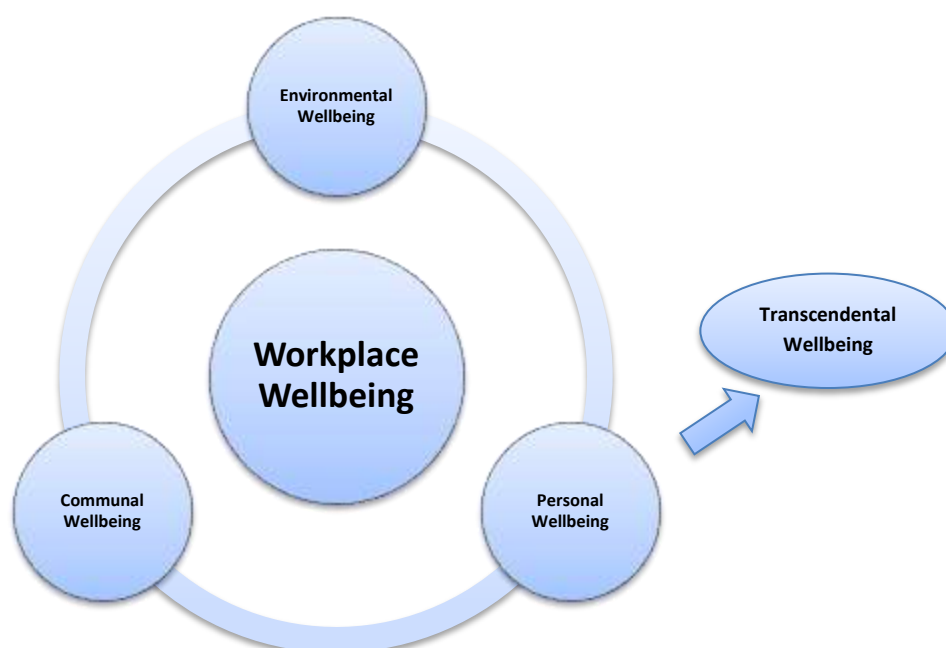 Environmental
Wellbeing
Workplace
Wellbeing
Transcendental
Wellbeing
Communal
Wellbeing
Personal
Wellbeing